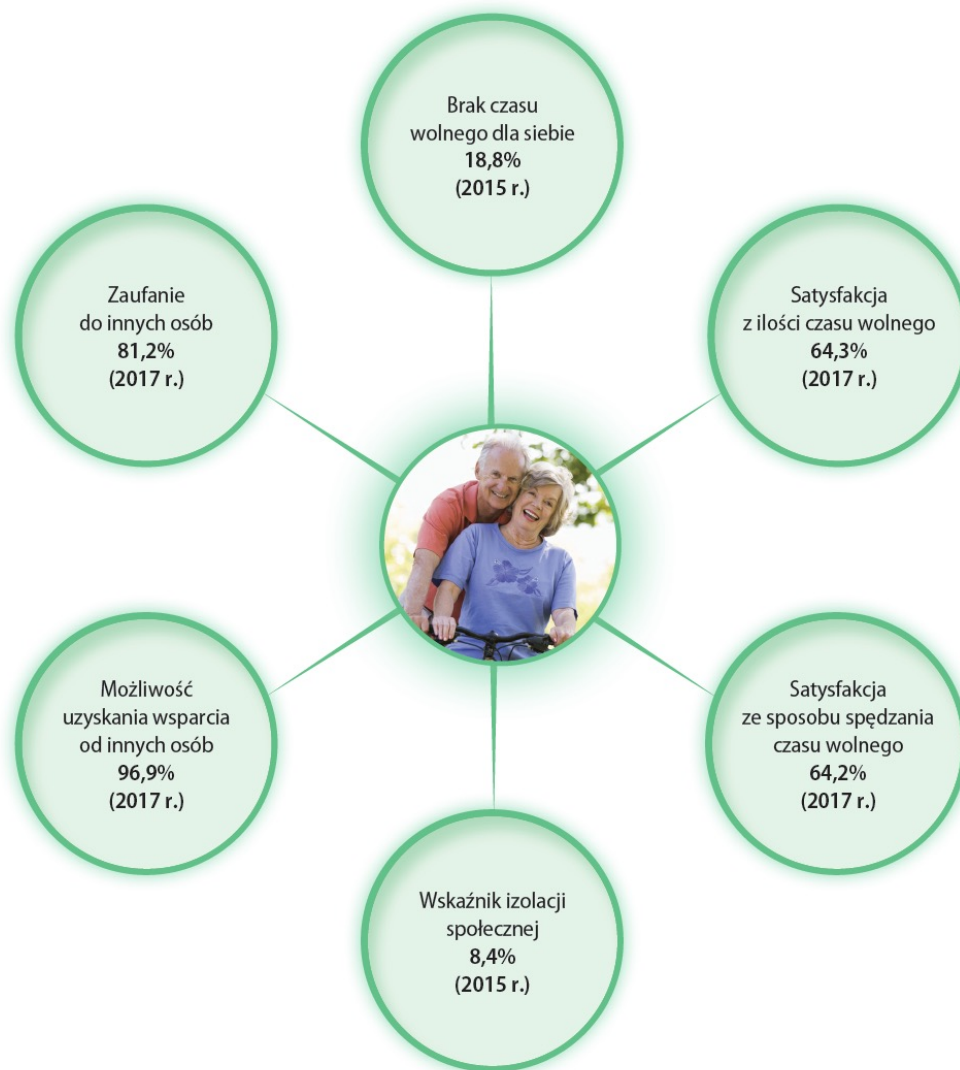 Brak czasu
wolnego dla siebie
18,8%
(2015 r.)
Zaufanie
do innych osób
81,2%
(2017 r.)
Satysfakcja
z ilości czasu wolnego
64,3%
(2017 r.)
Możliwość
uzyskania wsparcia
od innych osób
96,9%
(2017 r.)
Satysfakcja
ze sposobu spędzania
czasu wolnego
64,2%
(2017 r.)
Wskaźnik izolacji
społecznej
8,4%
(2015 r.)